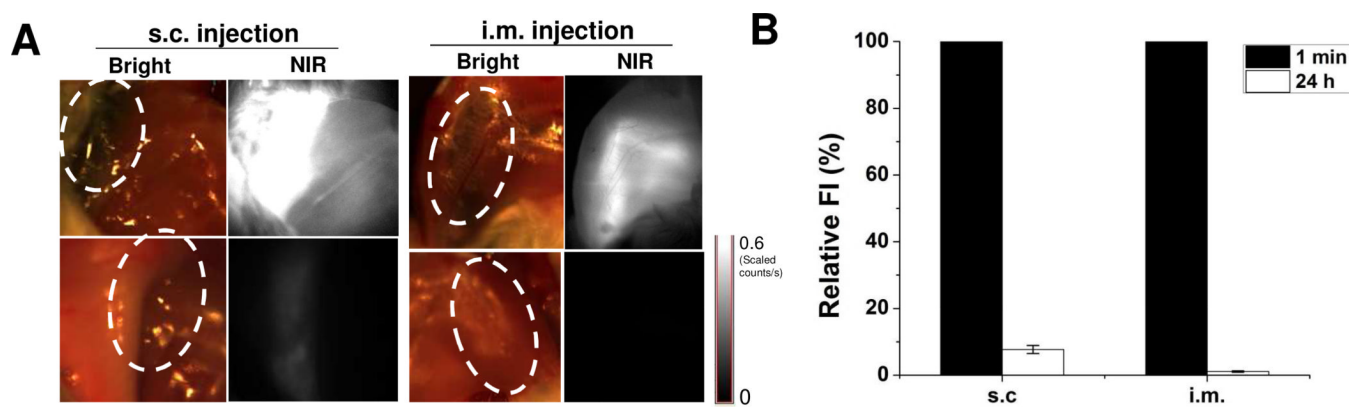 A
s.c. injection
i.m. injection
Bright
NIR
Bright
NIR
0.6
(Scaled
counts/s)
0
B
100
80
60
40
20
0
Relative FI (%)
1 min
24 h
s.c
i.m.